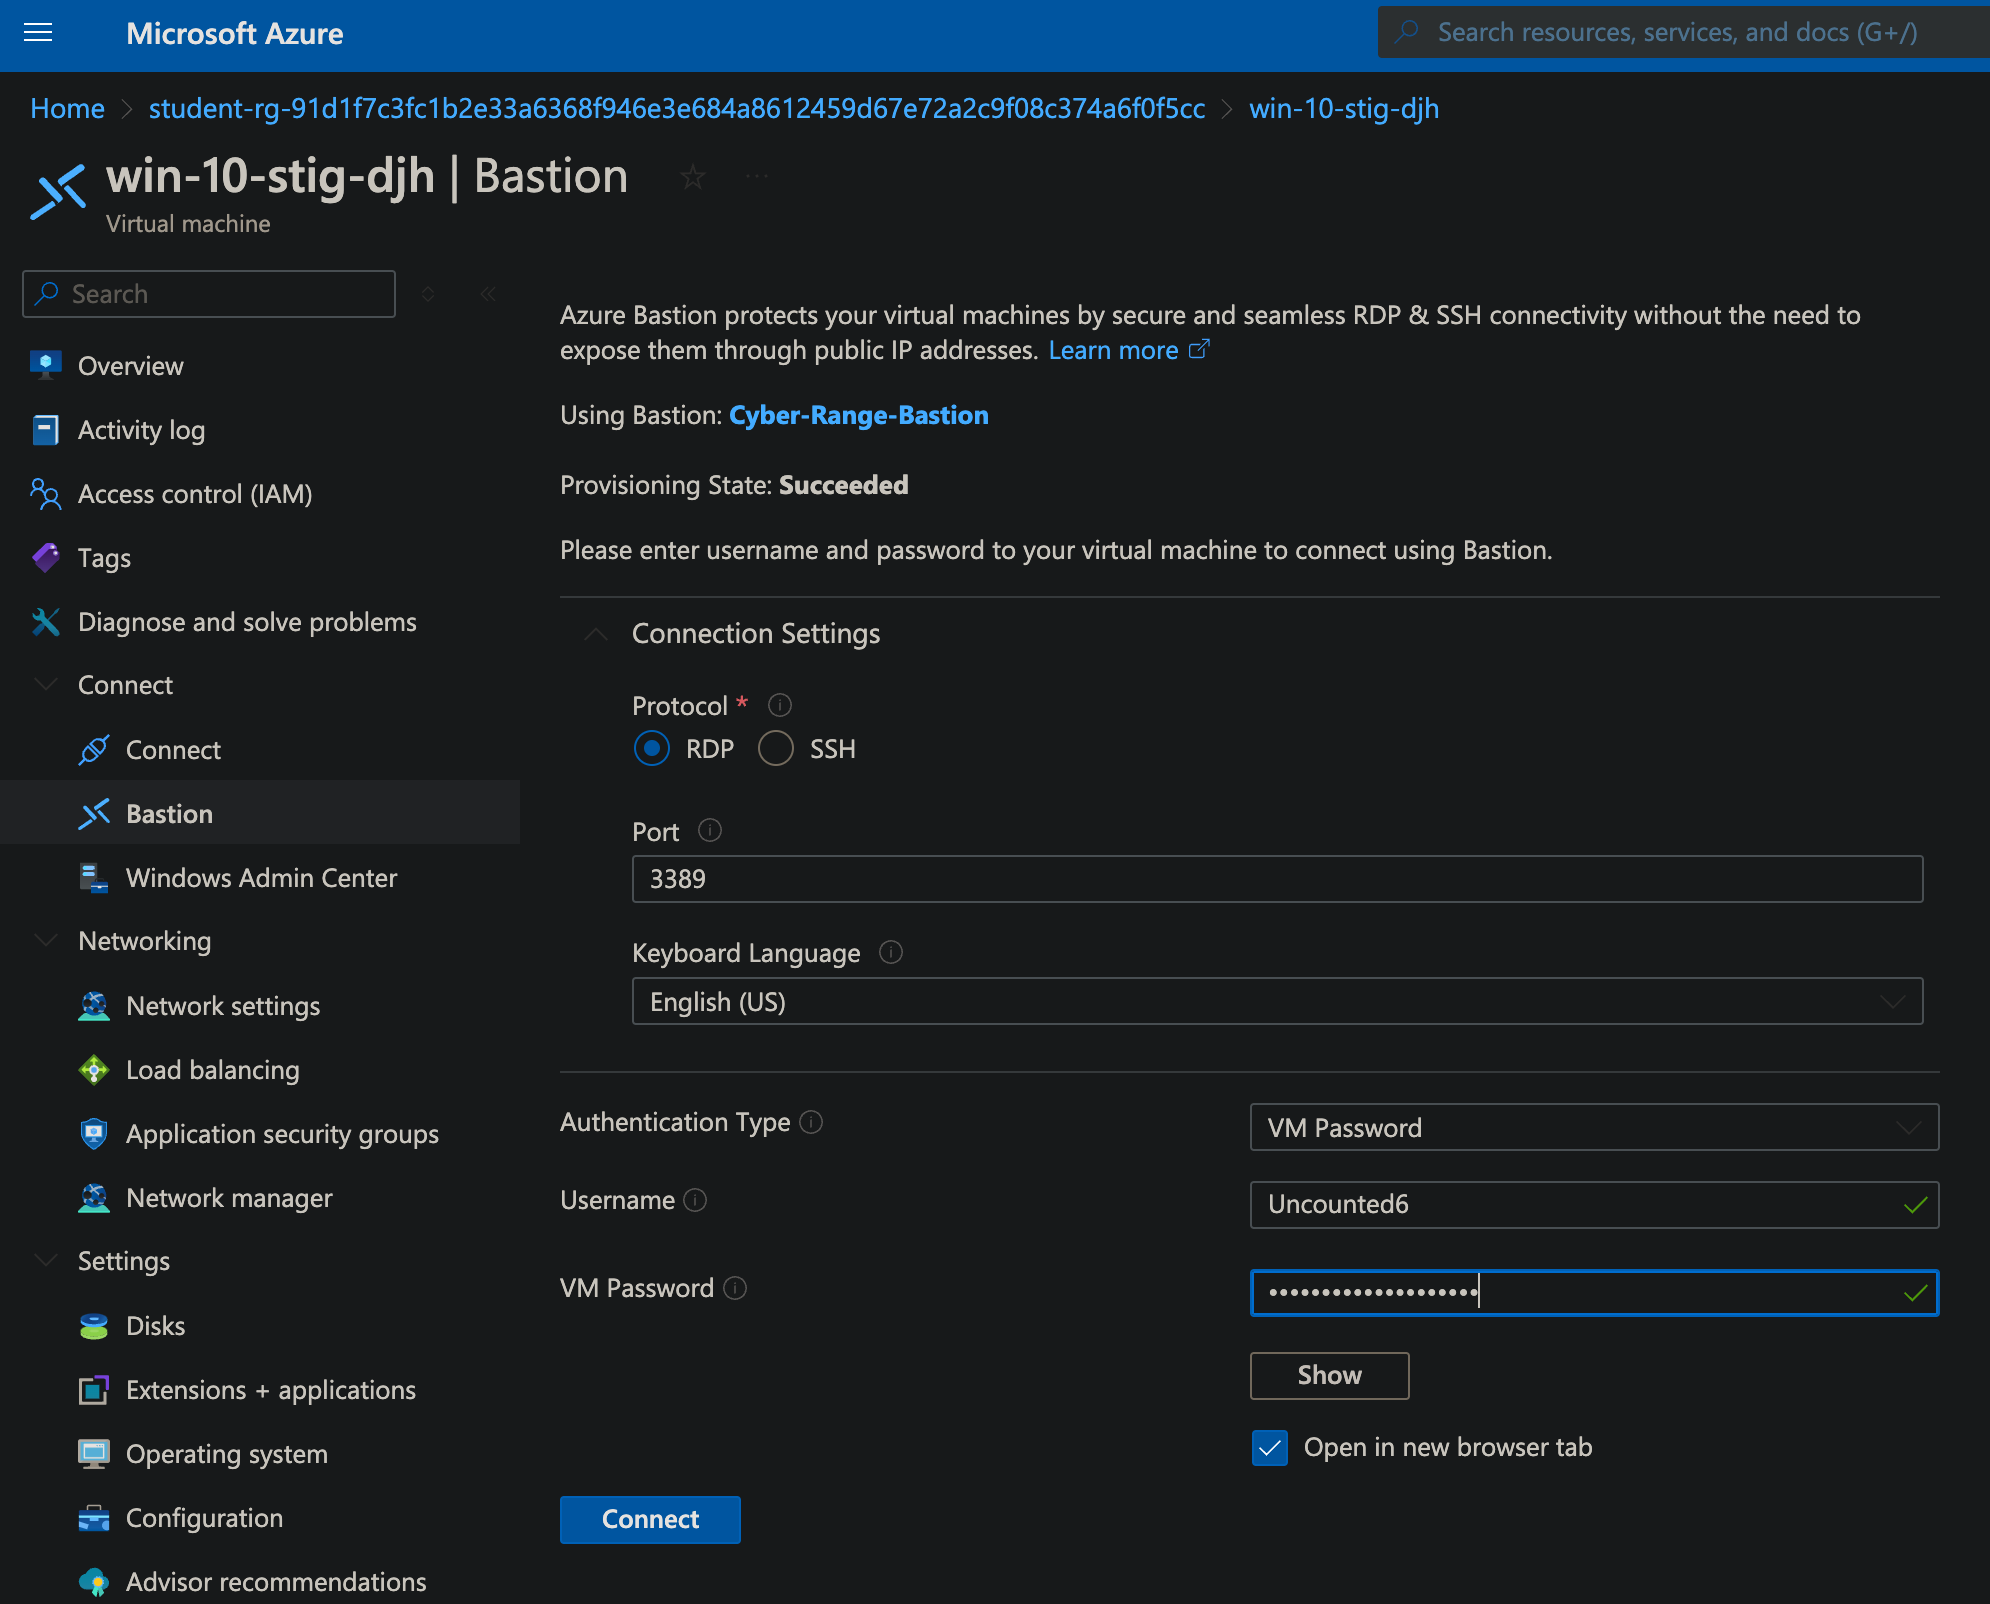 Microsoft Azure
Search resources, services, and docs (G+/)
Home > student-rg-91d1f7c3fc1b2e33a6368f946e3e684a8612459d67e72a2c9f08c374a6f0f5cc > win-10-stig-djh
win-10-stig-djh | Bastion
Virtual machine
Search
Overview
Activity log
Access control (IAM)
Tags
Diagnose and solve problems
Connect
Connect
Bastion
Windows Admin Center
Networking
Network settings
Load balancing
Application security groups
Network manager
Settings
Disks
Extensions + applications
Operating system
Configuration
Advisor recommendations
Azure Bastion protects your virtual machines by secure and seamless RDP & SSH connectivity without the need to
expose them through public IP addresses. Learn more
Using Bastion: Cyber-Range-Bastion
Provisioning State: Succeeded
Please enter username and password to your virtual machine to connect using Bastion.
Connection Settings
Protocol *
RDP SSH
Port
3389
Keyboard Language
English (US)
Authentication Type
VM Password
Username
Uncounted6
VM Password
••••••••••••••••••••
Show
Open in new browser tab
Connect